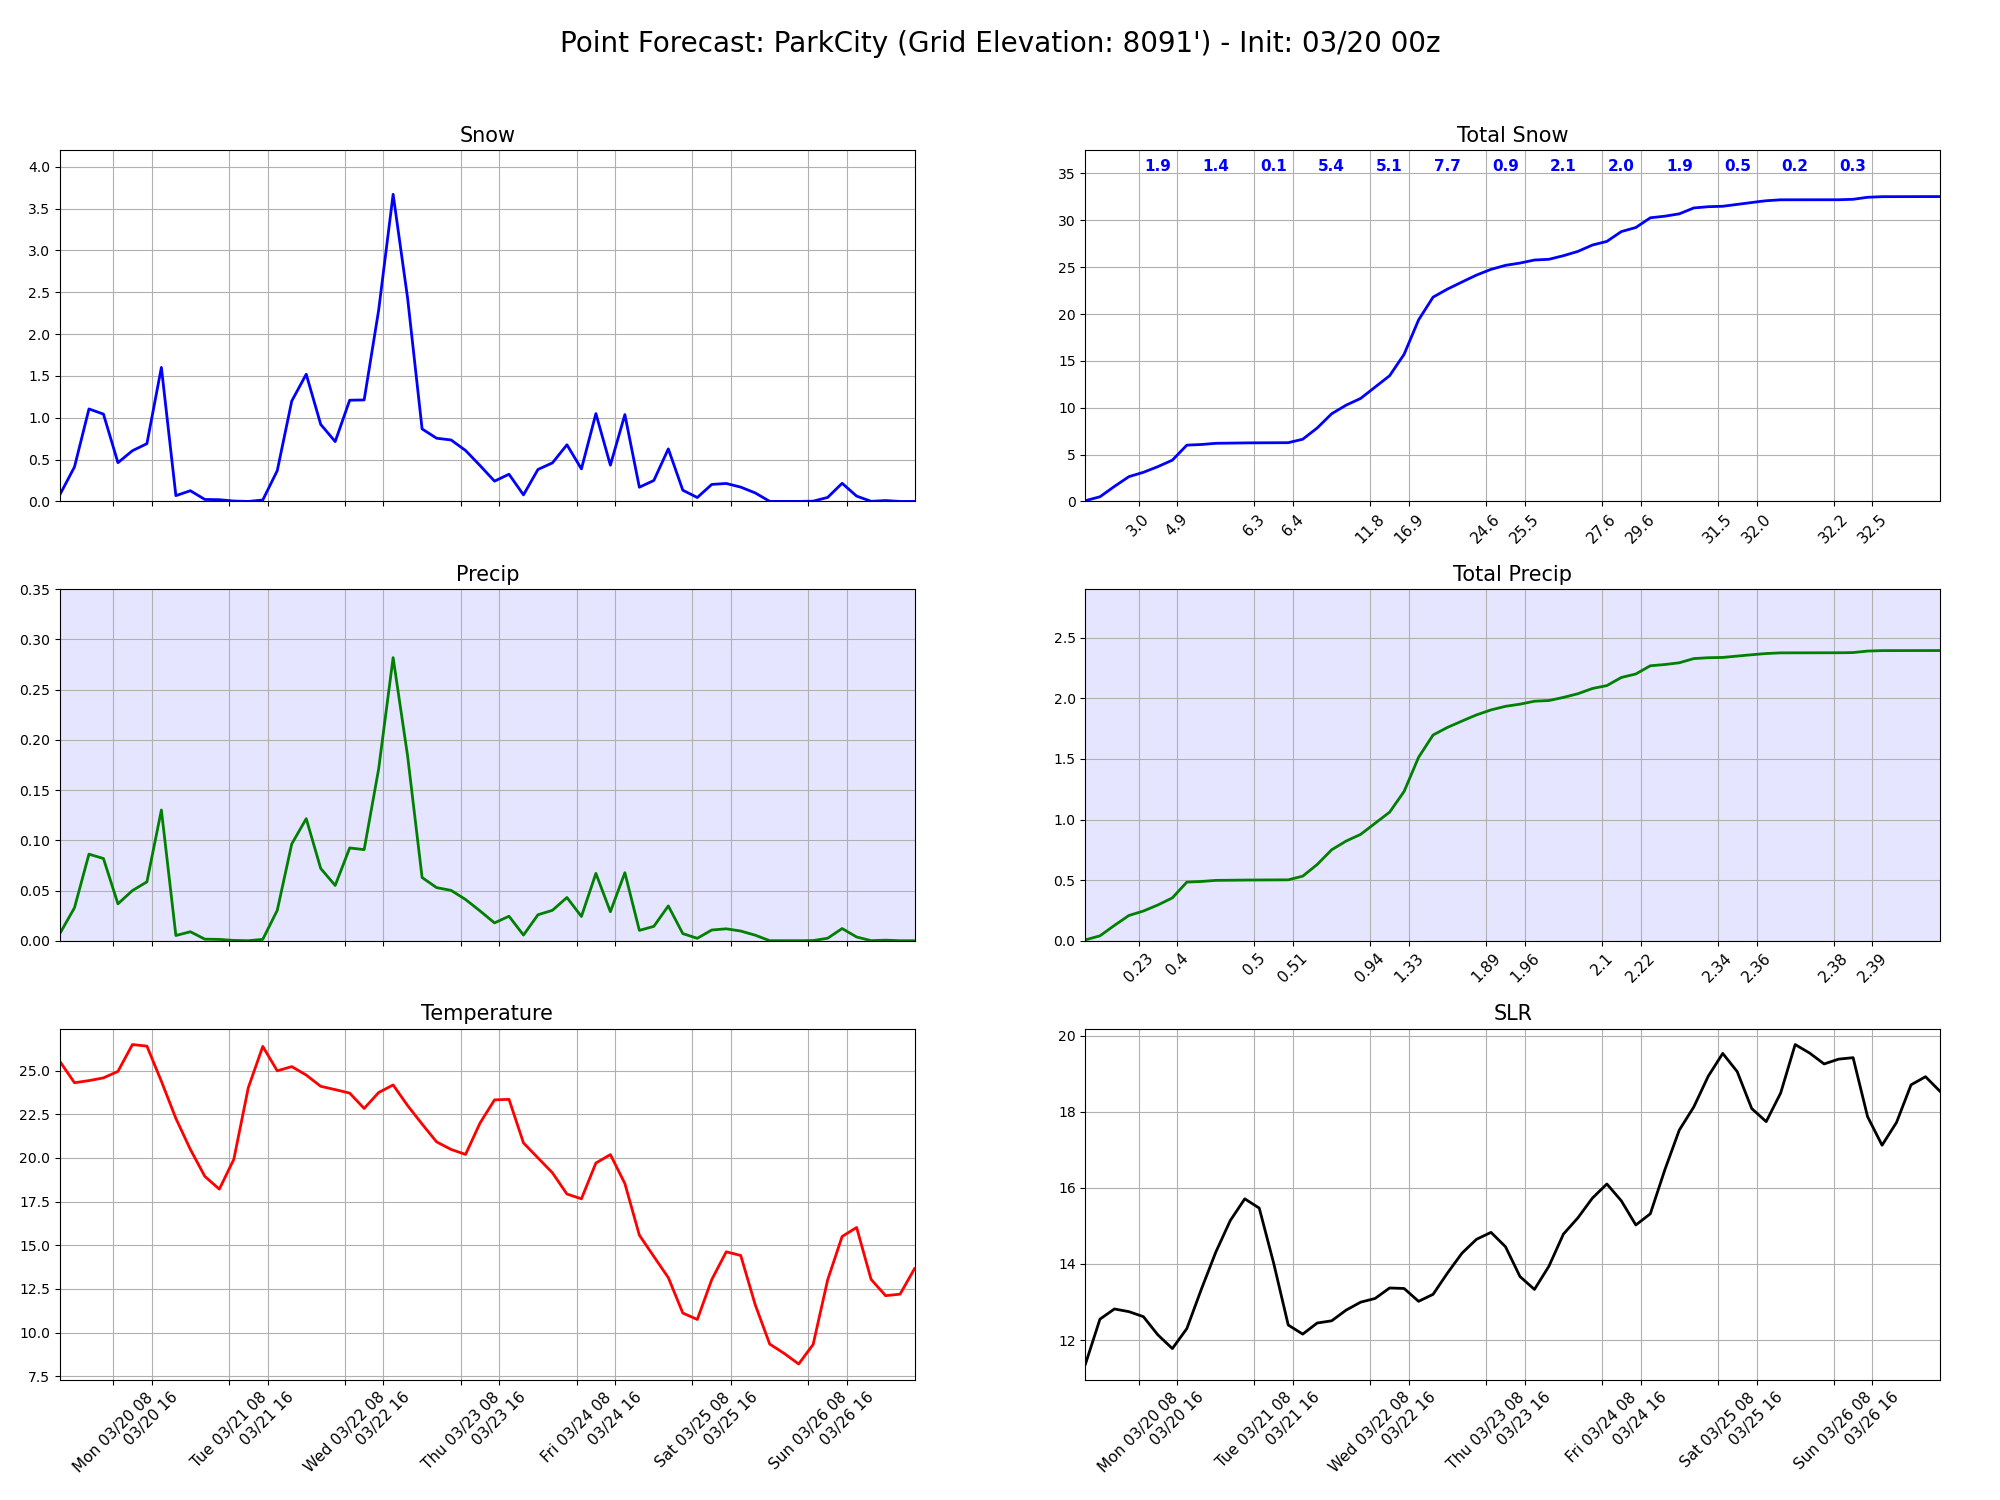 Point Forecast: ParkCity (Grid Elevation: 8091') - Init: 03/20 00z
Snow
4.0
3.5
3.0
2.5
2.0
1.5
1.0
0.5
0.0
Total Snow
1.9 1.4 0.1 5.4 5.1 7.7 0.9 2.1 2.0 1.9 0.5 0.2 0.3
35
30
25
20
15
10
5
0
3.0 4.9 6.3 6.4 11.8 16.9 24.6 25.5 27.6 29.6 31.5 32.0 32.2 32.5
Precip
0.35
0.30
0.25
0.20
0.15
0.10
0.05
0.00
Total Precip
2.5
2.0
1.5
1.0
0.5
0.0
0.23 0.4 0.5 0.51 0.94 1.33 1.89 1.96 2.1 2.22 2.34 2.36 2.38 2.39
Temperature
25.0
22.5
20.0
17.5
15.0
12.5
10.0
7.5
Mon 03/20 08
03/20 16
Tue 03/21 08
03/21 16
Wed 03/22 08
03/22 16
Thu 03/23 08
03/23 16
Fri 03/24 08
03/24 16
Sat 03/25 08
03/25 16
Sun 03/26 08
03/26 16
SLR
20
18
16
14
12
Mon 03/20 08
03/20 16
Tue 03/21 08
03/21 16
Wed 03/22 08
03/22 16
Thu 03/23 08
03/23 16
Fri 03/24 08
03/24 16
Sat 03/25 08
03/25 16
Sun 03/26 08
03/26 16